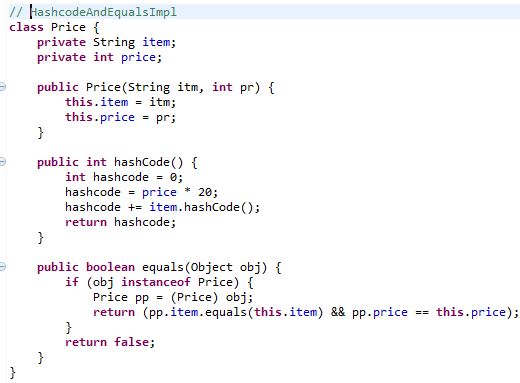 // HashcodeAndEqualsImpl
class Price {
    private String item;
    private int price;

    public Price(String itm, int pr) {
        this.item = itm;
        this.price = pr;
    }

    public int hashCode() {
        int hashcode = 0;
        hashcode = price * 20;
        hashcode += item.hashCode();
        return hashcode;
    }

    public boolean equals(Object obj) {
        if (obj instanceof Price) {
            Price pp = (Price) obj;
            return (pp.item.equals(this.item) && pp.price == this.price);
        }
        return false;
    }
}